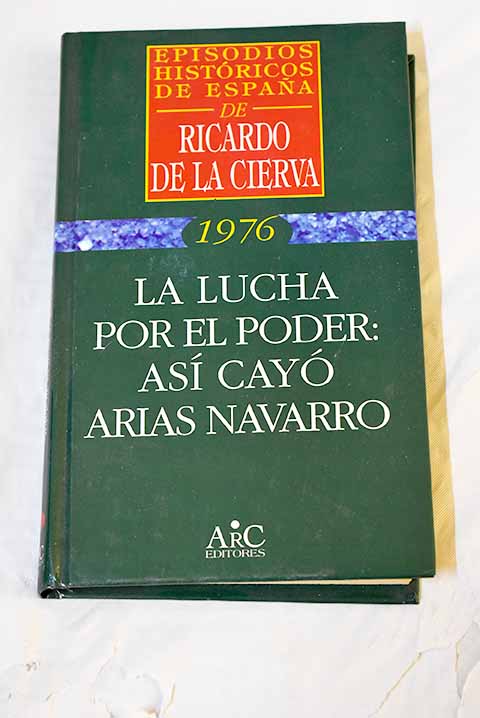 EPISODIOS
HISTÓRICOS
DE ESPAÑA
DE
RICARDO
DE LA CIERVA
1976
LA LUCHA
POR EL PODER:
ASÍ CAYÓ
ARIAS NAVARRO
ARC
EDITORES